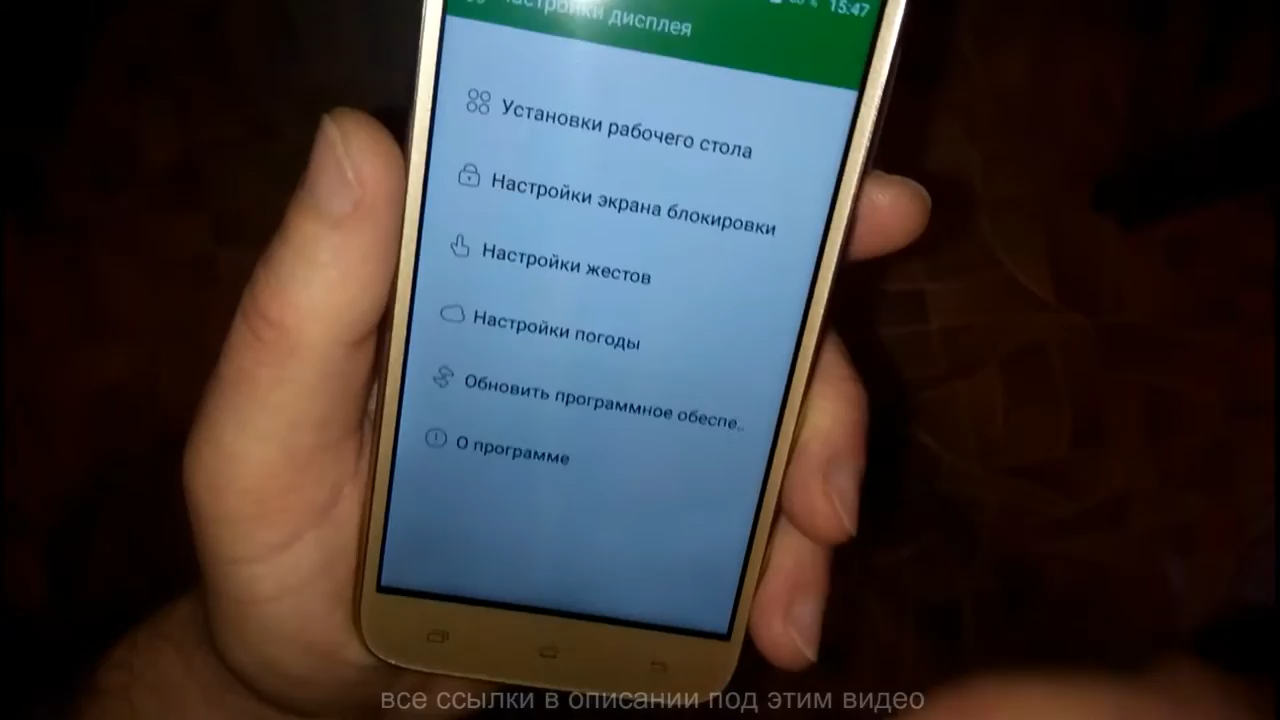 15:47
Настройки дисплея
Установки рабочего стола
Настройки экрана блокировки
Настройки жестов
Настройки погоды
Обновить программное обеспе..
О программе
все ссылки в описании под этим видео